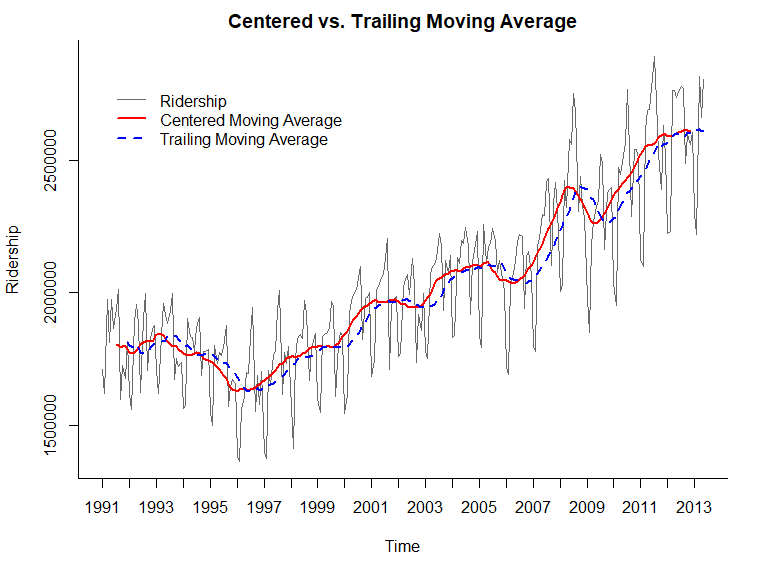 Centered vs. Trailing Moving Average
Ridership
Centered Moving Average
Trailing Moving Average
Ridership
2500000
2000000
1500000
1991 1993 1995 1997 1999 2001 2003 2005 2007 2009 2011 2013
Time